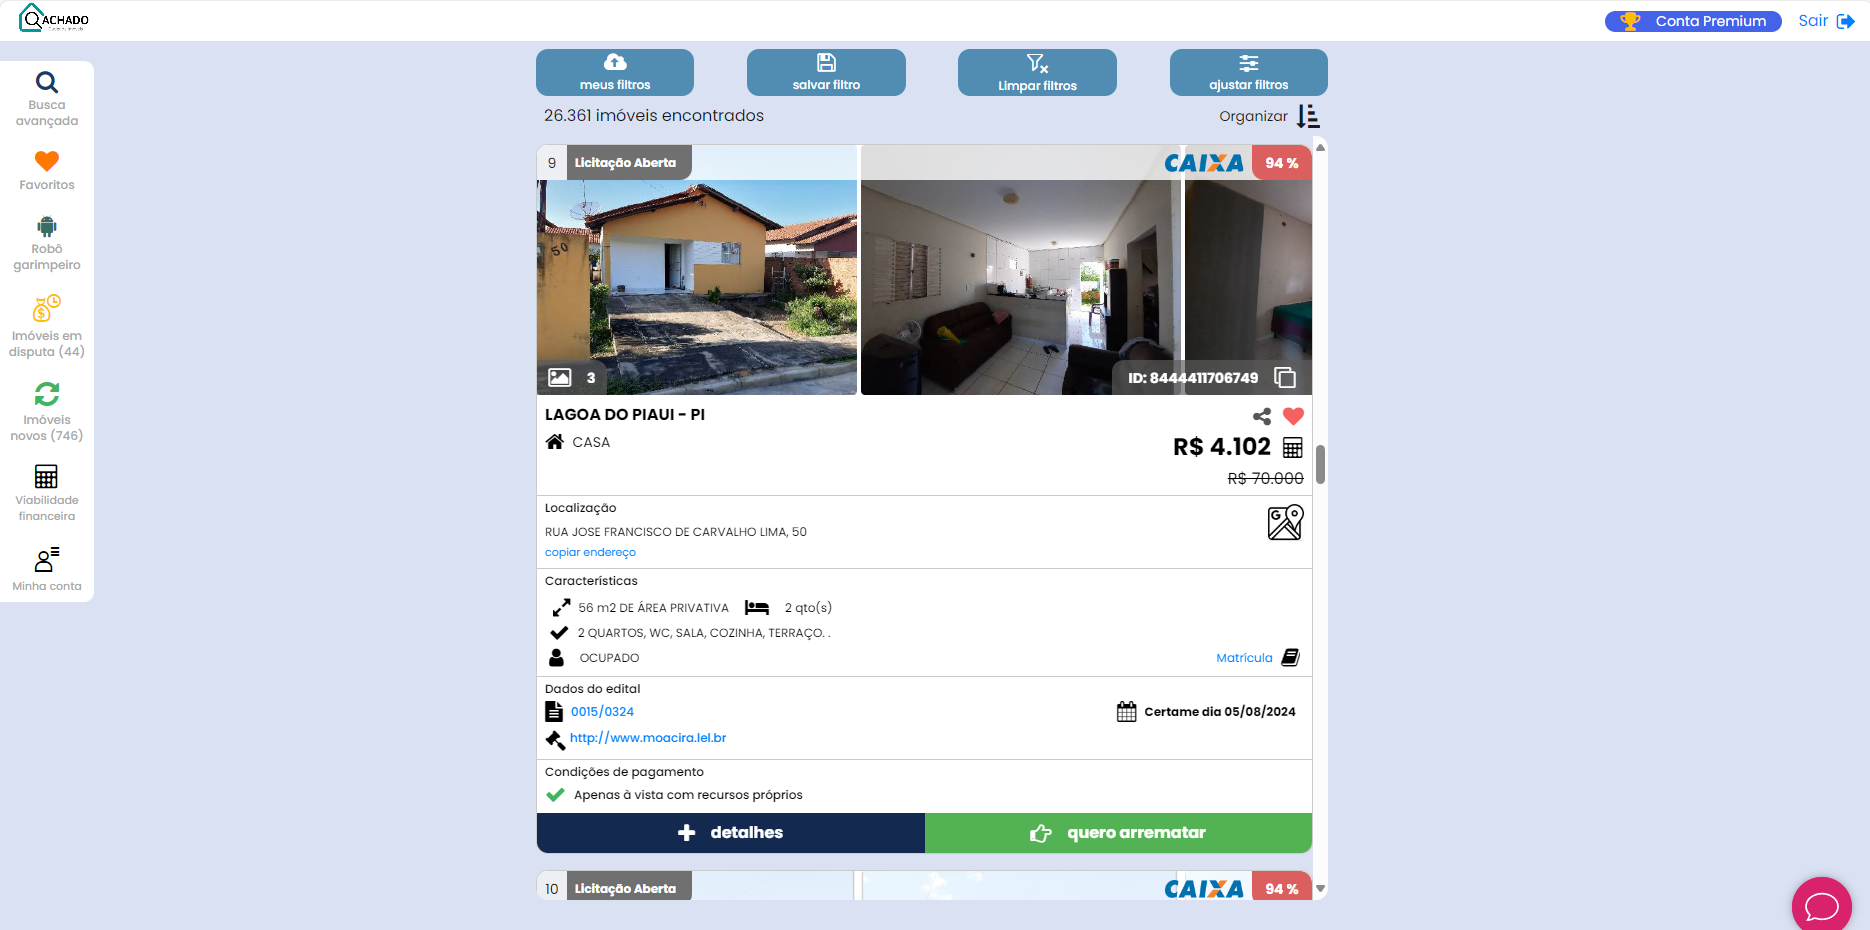 QACHADO
Conta Premium
Sair
Busca
avançada
Favoritos
Robô
garimpeiro
Imóveis em
disputa (44)
Imóveis
novos (746)
Viabilidade
financeira
Minha conta
meus filtros
salvar filtro
Limpar filtros
ajustar filtros
26.361 imóveis encontrados
Organizar
9 Licitação Aberta
CAIXA 94 %
50
3
ID: 8444411706749
LAGOA DO PIAUI - PI
CASA
R$ 4.102
R$ 70.000
Localização
RUA JOSE FRANCISCO DE CARVALHO LIMA, 50
copiar endereço
Características
56 m2 DE ÁREA PRIVATIVA 2 qto(s)
2 QUARTOS, WC, SALA, COZINHA, TERRAÇO. .
OCUPADO
Matrícula
Dados do edital
0015/0324
Certame dia 05/08/2024
http://www.moacira.lel.br
Condições de pagamento
Apenas à vista com recursos próprios
detalhes
quero arrematar
10 Licitação Aberta
CAIXA 94 %